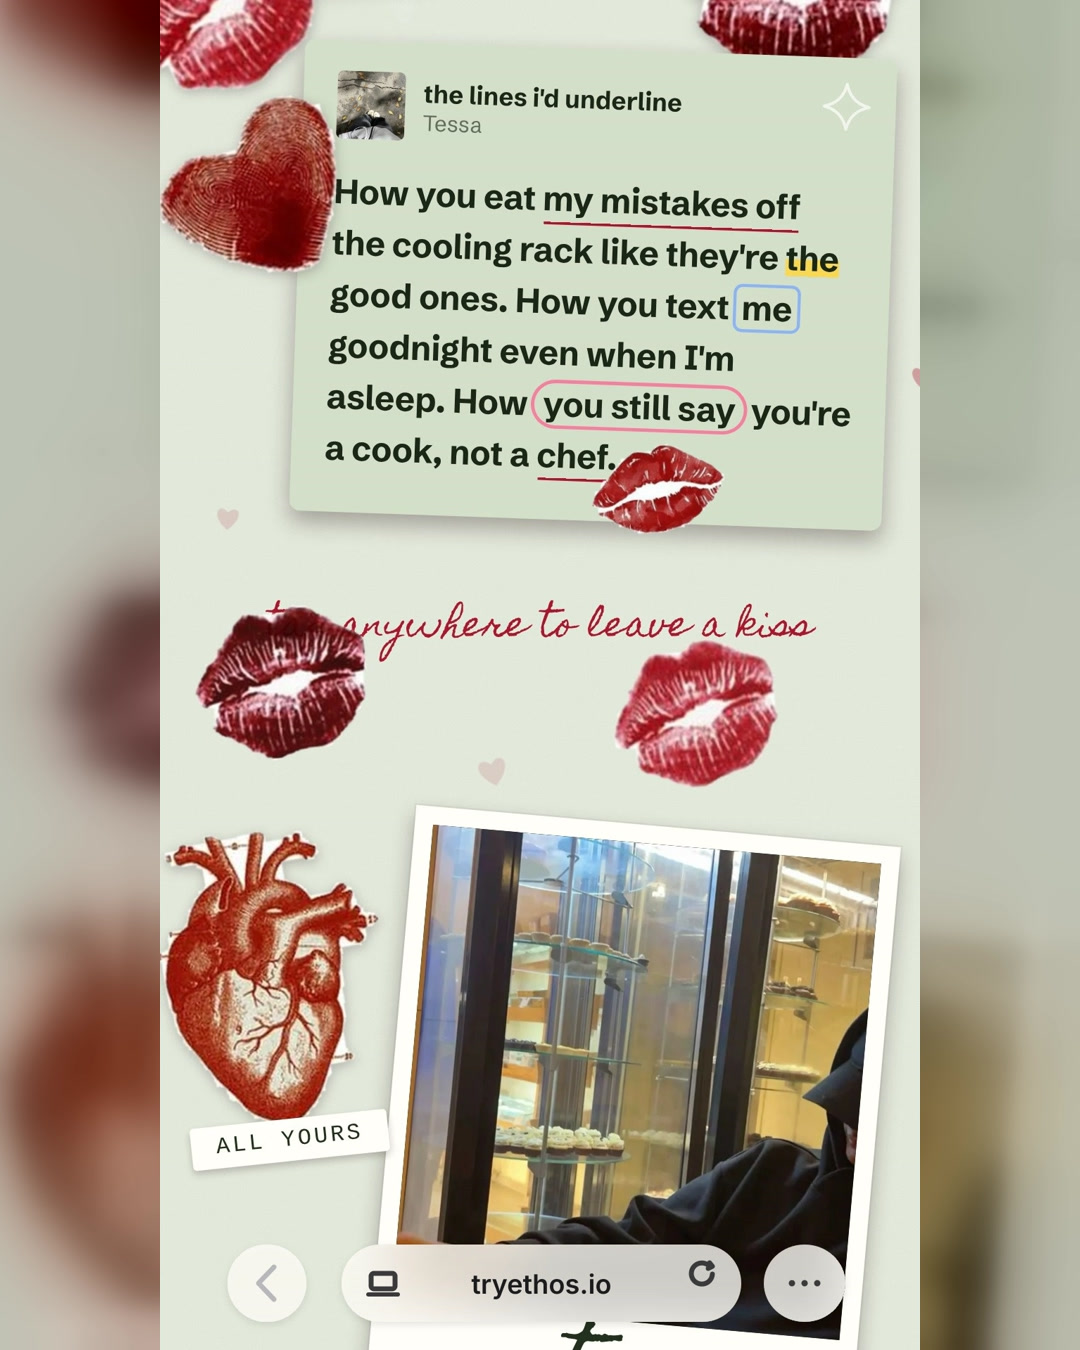 the lines i'd underline
Tessa
How you eat my mistakes off
the cooling rack like they're the
good ones. How you text me
goodnight even when I'm
asleep. How you still say you're
a cook, not a chef.
anywhere to leave a kiss
ALL YOURS
tryethos.io